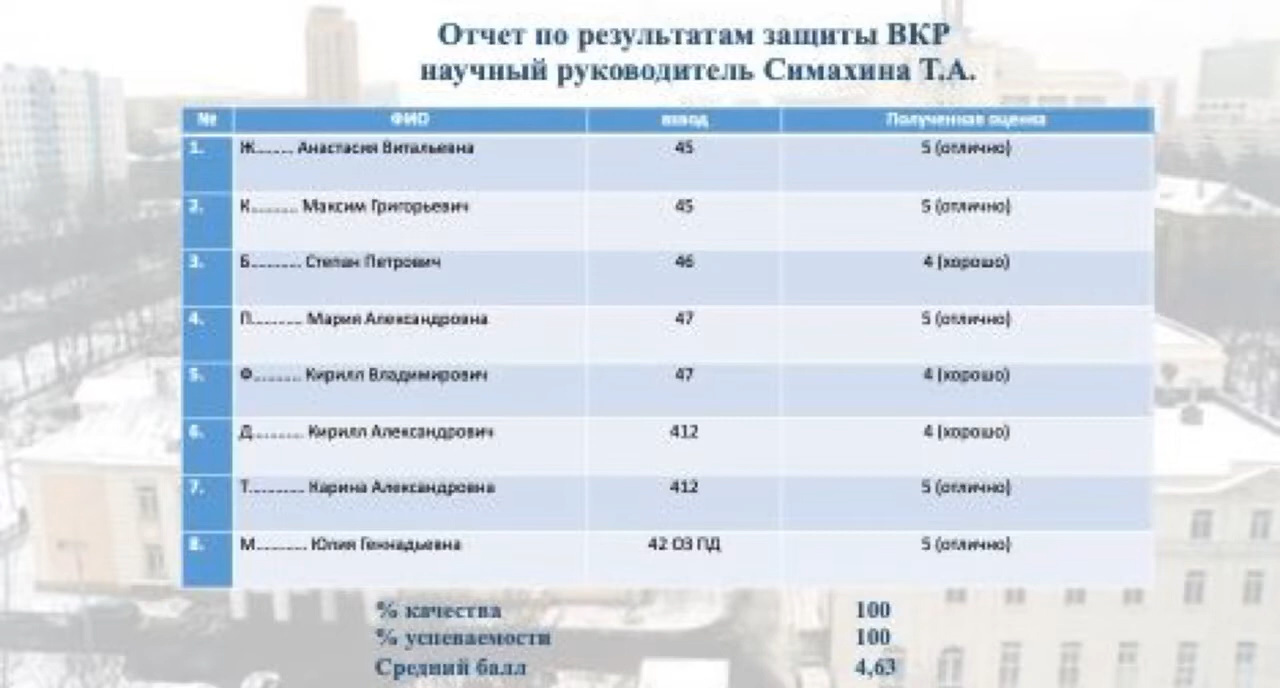 Отчет по результатам защиты ВКР
научный руководитель Симахина Т.А.
№ ФИО взвод Полученная оценка
1. Ж....... Анастасия Витальевна 45 5 (отлично)
2. К......... Максим Григорьевич 45 5 (отлично)
3. Б.......... Степан Петрович 46 4 (хорошо)
4. П.......... Мария Александровна 47 5 (отлично)
5. Ф.......... Кирилл Владимирович 47 4 (хорошо)
6. Д.......... Кирилл Александрович 412 4 (хорошо)
7. Т........... Карина Александровна 412 5 (отлично)
8. М.......... Юлия Геннадьевна 42 ОЗ ПД 5 (отлично)
% качества 100
% успеваемости 100
Средний балл 4,63